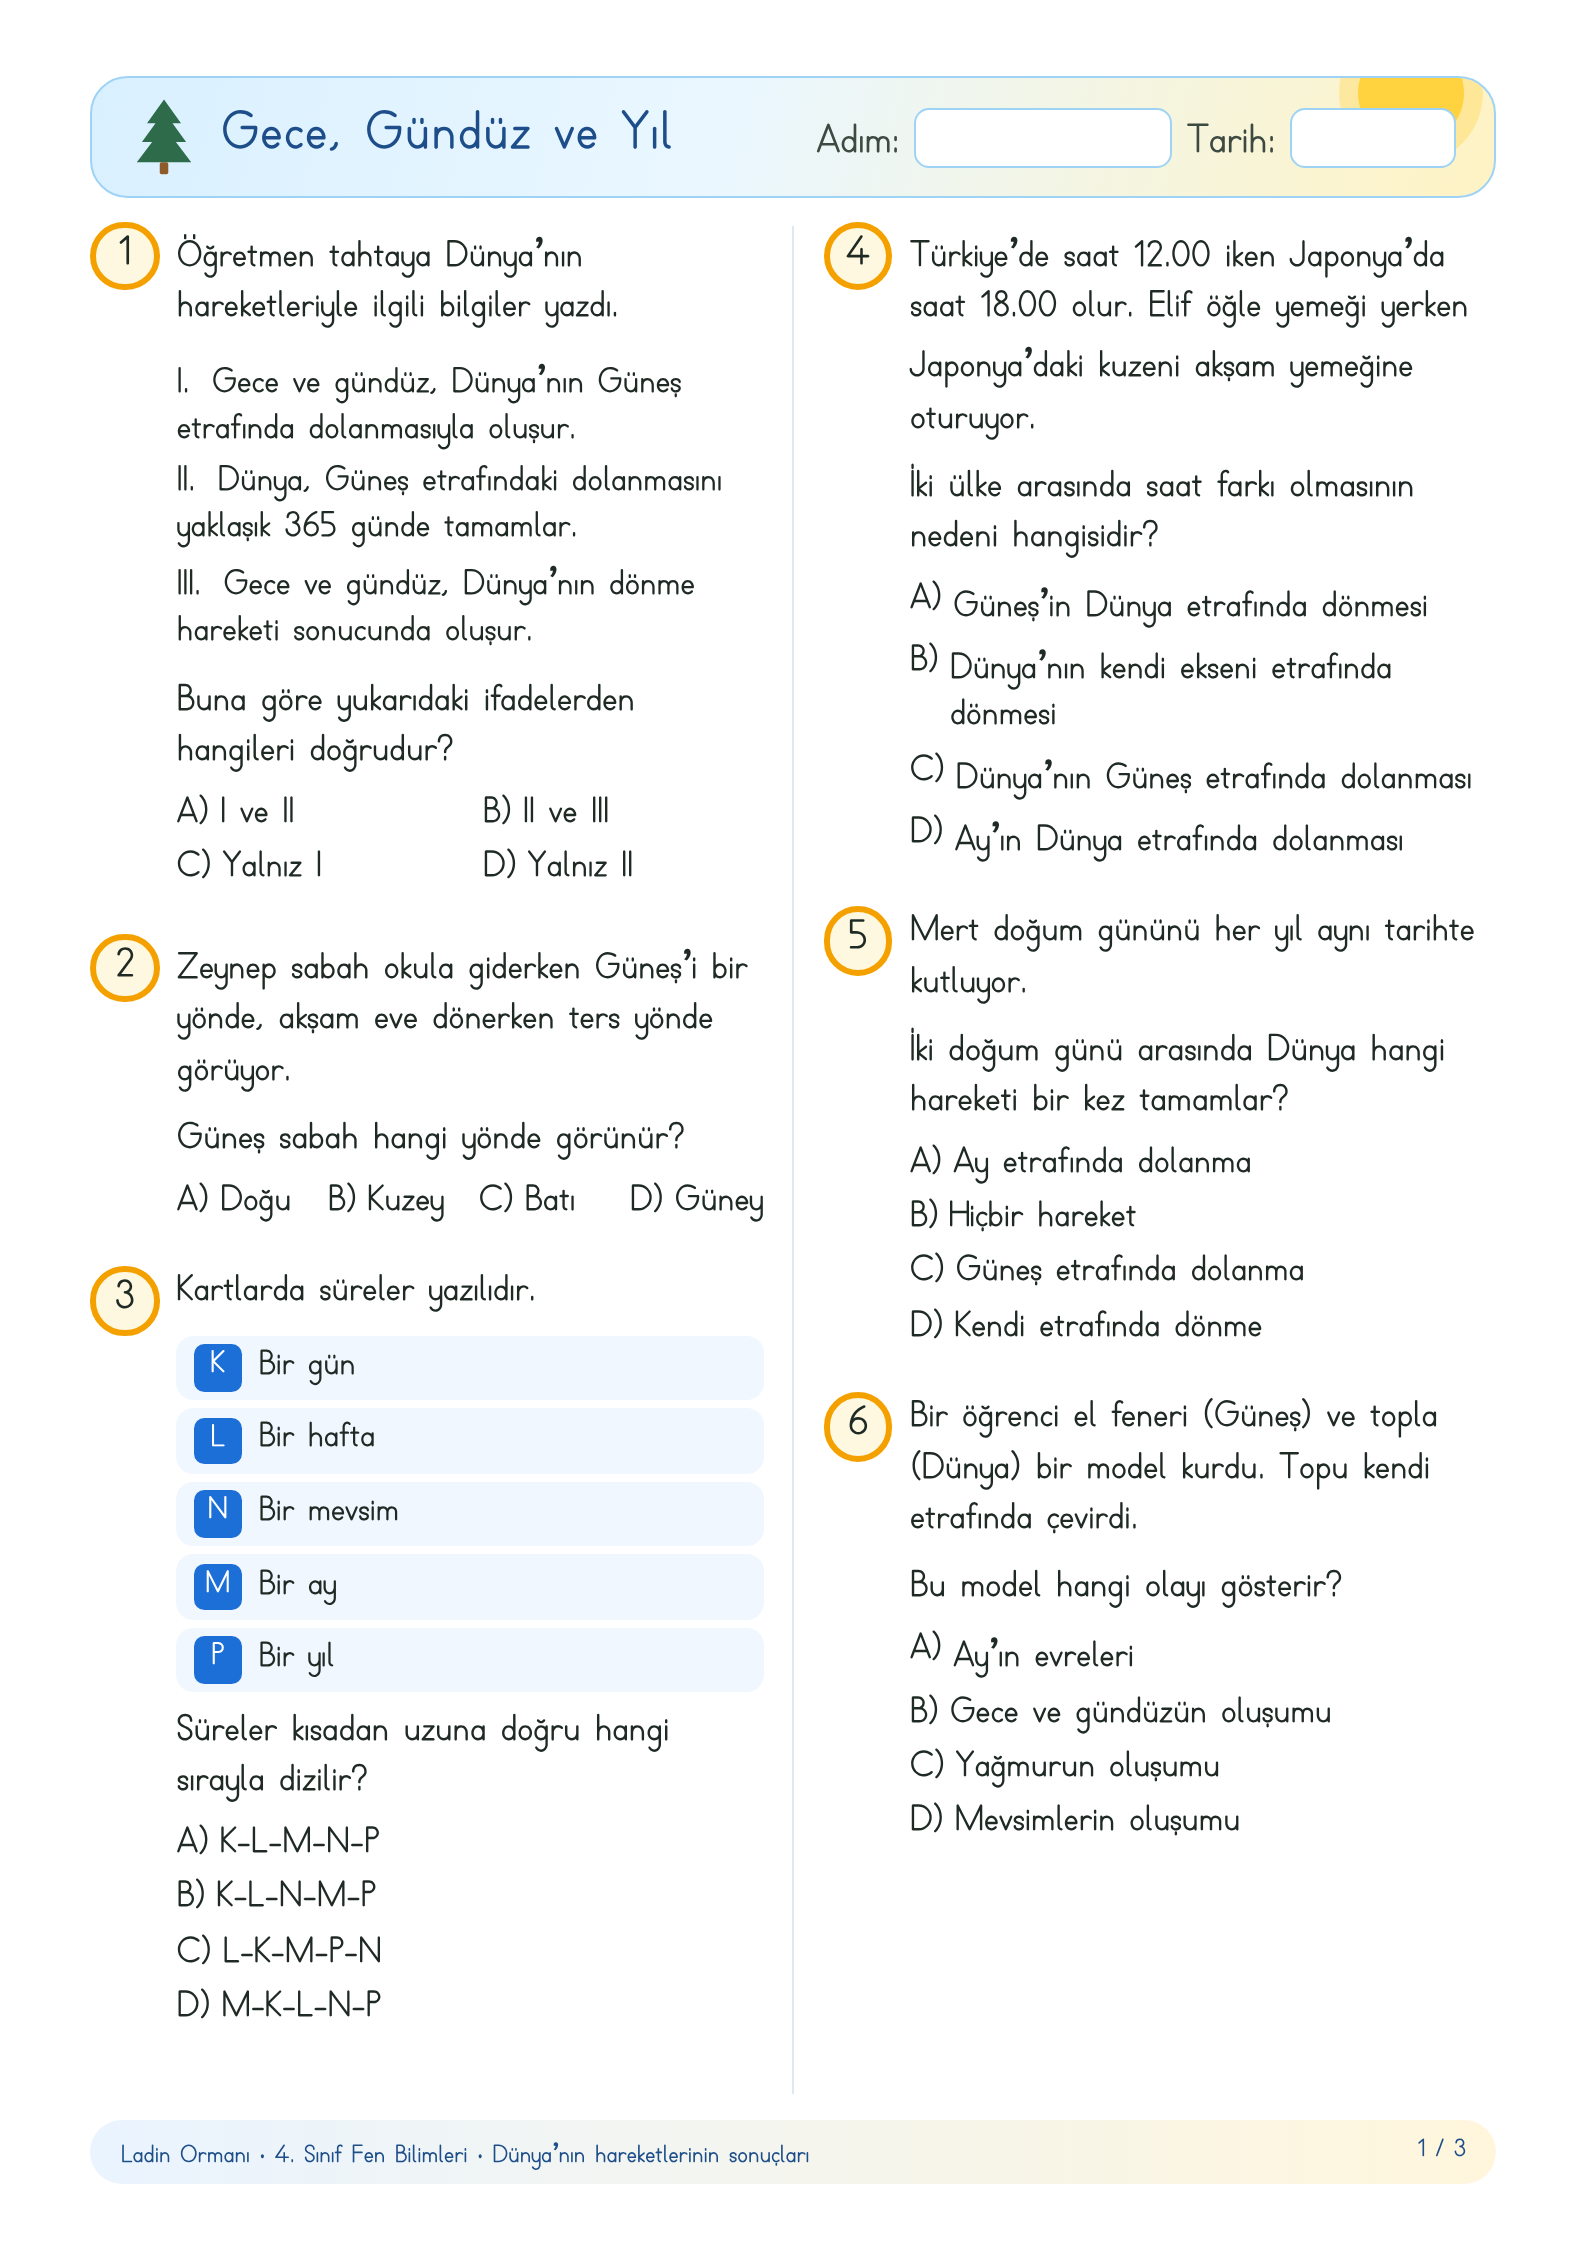 Gece, Gündüz ve Yıl
Adım:
Tarih:
1
Öğretmen tahtaya Dünya’nın
hareketleriyle ilgili bilgiler yazdı.
I. Gece ve gündüz, Dünya’nın Güneş
etrafında dolanmasıyla oluşur.
II. Dünya, Güneş etrafındaki dolanmasını
yaklaşık 365 günde tamamlar.
III. Gece ve gündüz, Dünya’nın dönme
hareketi sonucunda oluşur.
Buna göre yukarıdaki ifadelerden
hangileri doğrudur?
A) I ve II B) II ve III
C) Yalnız I D) Yalnız II
2
Zeynep sabah okula giderken Güneş’i bir
yönde, akşam eve dönerken ters yönde
görüyor.
Güneş sabah hangi yönde görünür?
A) Doğu B) Kuzey C) Batı D) Güney
3
Kartlarda süreler yazılıdır.
K Bir gün
L Bir hafta
N Bir mevsim
M Bir ay
P Bir yıl
Süreler kısadan uzuna doğru hangi
sırayla dizilir?
A) K-L-M-N-P
B) K-L-N-M-P
C) L-K-M-P-N
D) M-K-L-N-P
4
Türkiye’de saat 12.00 iken Japonya’da
saat 18.00 olur. Elif öğle yemeği yerken
Japonya’daki kuzeni akşam yemeğine
oturuyor.
İki ülke arasında saat farkı olmasının
nedeni hangisidir?
A) Güneş’in Dünya etrafında dönmesi
B) Dünya’nın kendi ekseni etrafında
dönmesi
C) Dünya’nın Güneş etrafında dolanması
D) Ay’ın Dünya etrafında dolanması
5
Mert doğum gününü her yıl aynı tarihte
kutluyor.
İki doğum günü arasında Dünya hangi
hareketi bir kez tamamlar?
A) Ay etrafında dolanma
B) Hiçbir hareket
C) Güneş etrafında dolanma
D) Kendi etrafında dönme
6
Bir öğrenci el feneri (Güneş) ve topla
(Dünya) bir model kurdu. Topu kendi
etrafında çevirdi.
Bu model hangi olayı gösterir?
A) Ay’ın evreleri
B) Gece ve gündüzün oluşumu
C) Yağmurun oluşumu
D) Mevsimlerin oluşumu
Ladin Ormanı • 4. Sınıf Fen Bilimleri • Dünya’nın hareketlerinin sonuçları
1 / 3